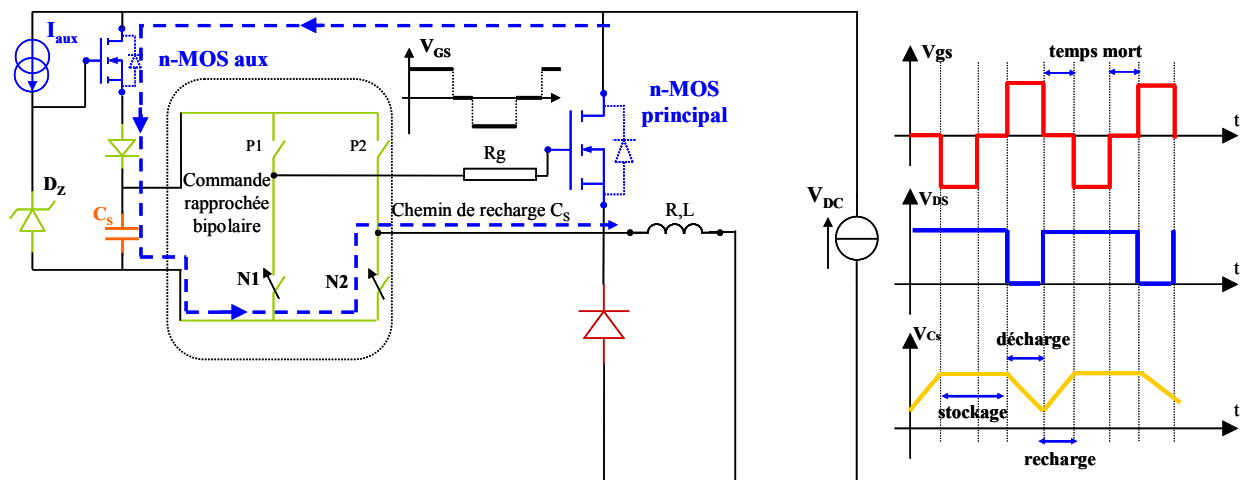 Iaux
n-MOS aux
VGS
n-MOS
principal
P1
P2
Rg
Commande
rapprochée
bipolaire
DZ
CS
Chemin de recharge CS
R,L
VDC
N1
N2
Vgs
temps mort
t
VDS
t
VCs
décharge
stockage
t
recharge